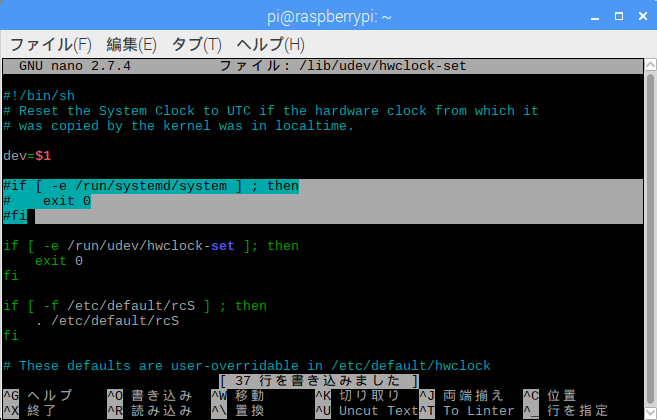 pi@raspberrypi: ~
ファイル(F) 編集(E) タブ(T) ヘルプ(H)
GNU nano 2.7.4 ファイル: /lib/udev/hwclock-set
#!/bin/sh
# Reset the System Clock to UTC if the hardware clock from which it
# was copied by the kernel was in localtime.
dev=$1
#if [ -e /run/systemd/system ] ; then
#    exit 0
#fi
if [ -e /run/udev/hwclock-set ]; then
    exit 0
fi
if [ -f /etc/default/rcS ] ; then
    . /etc/default/rcS
fi
# These defaults are user-overridable in /etc/default/hwclock
[ 37 行を書き込みました ]
^G ヘルプ ^O 書き込み ^W 移動 ^K 切り取り ^J 両端揃え ^C 位置
^X 終了 ^R 読み込み ^\ 置換 ^U Uncut Text ^T To Linter ^_ 行を指定